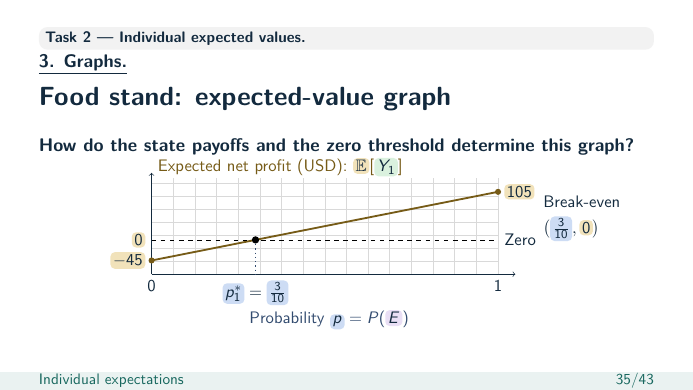 Task 2 — Individual expected values.
3. Graphs.
Food stand: expected-value graph
How do the state payoffs and the zero threshold determine this graph?
Expected net profit (USD): 𝔼[Y₁]
105
Break-even
(3/10, 0)
0
Zero
−45
0
1
p₁* = 3/10
Probability p = P(E)
Individual expectations
35/43